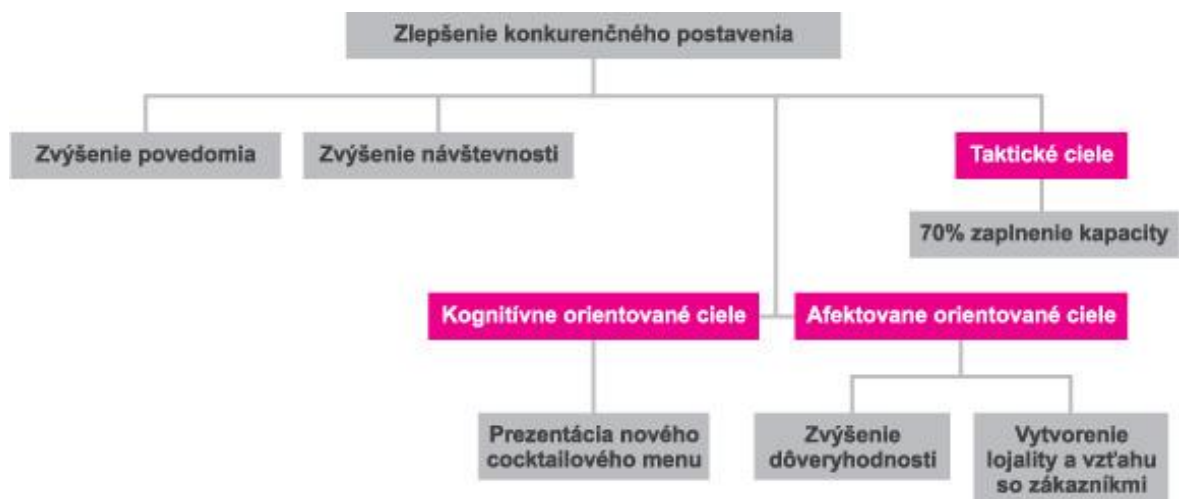 Zlepšenie konkurenčného postavenia
Zvýšenie povedomia
Zvýšenie návštevnosti
Taktické ciele
70% zaplnenie kapacity
Kognitívne orientované ciele
Afektovane orientované ciele
Prezentácia nového
cocktailového menu
Zvýšenie
dôveryhodnosti
Vytvorenie
lojality a vzťahu
so zákazníkmi